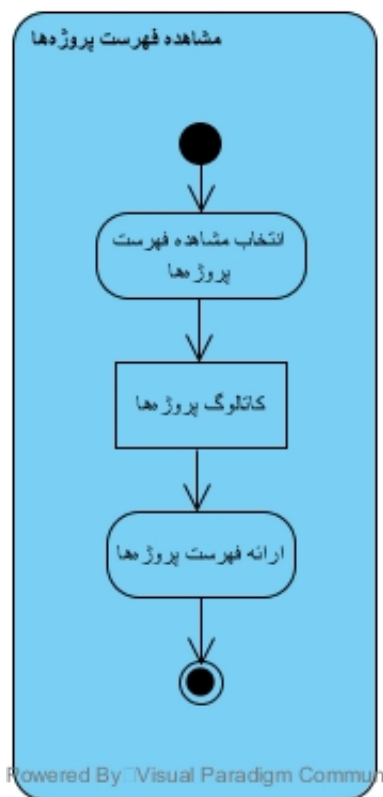 مشاهده فهرست پروژه‌ها
انتخاب مشاهده فهرست
پروژه‌ها
کاتالوگ پروژه‌ها
ارائه فهرست پروژه‌ها
Powered By Visual Paradigm Commun